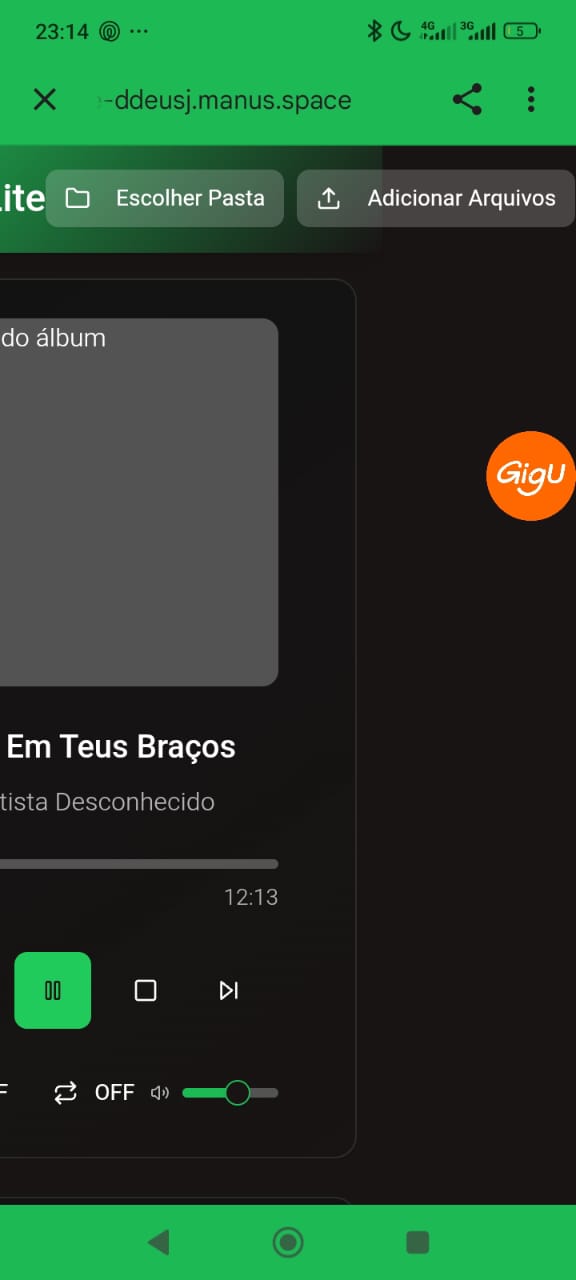 23:14
4G 3G 5
-ddeusj.manus.space
Lite Escolher Pasta Adicionar Arquivos
do álbum
GigU
Em Teus Braços
tista Desconhecido
12:13
F OFF